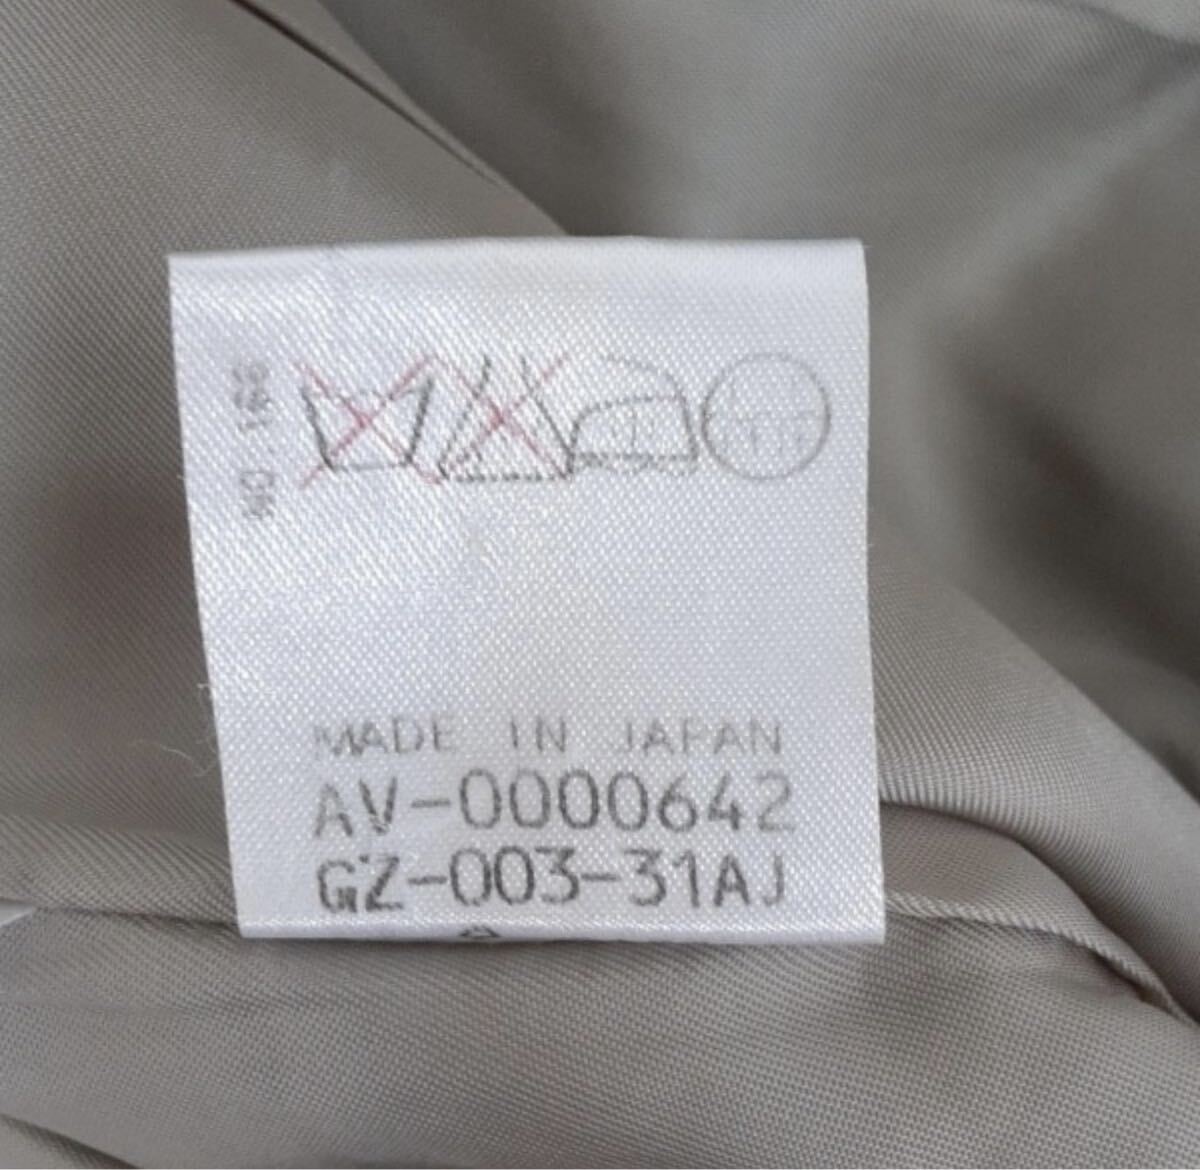 MADE IN JAPAN
AV-0000642
GZ-003-31AJ